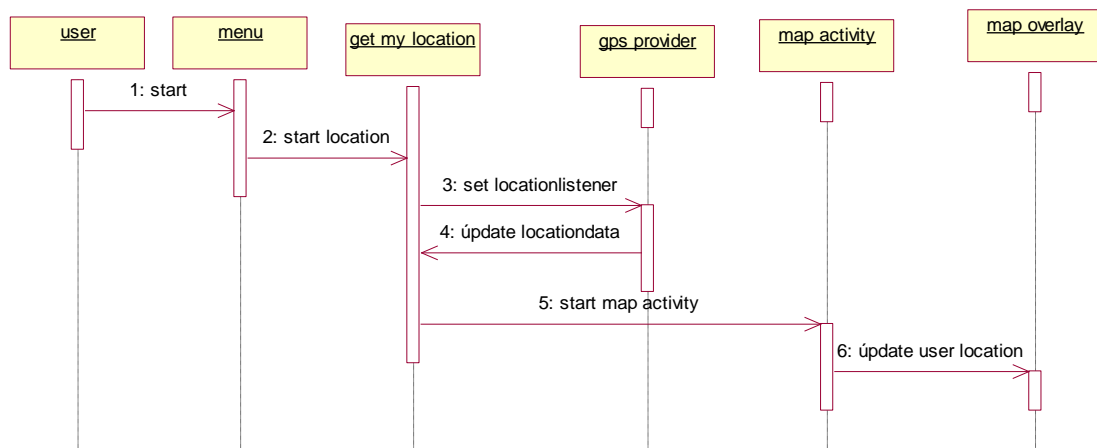 user
menu
get my location
gps provider
map activity
map overlay
1: start
2: start location
3: set locationlistener
4: úpdate locationdata
5: start map activity
6: úpdate user location